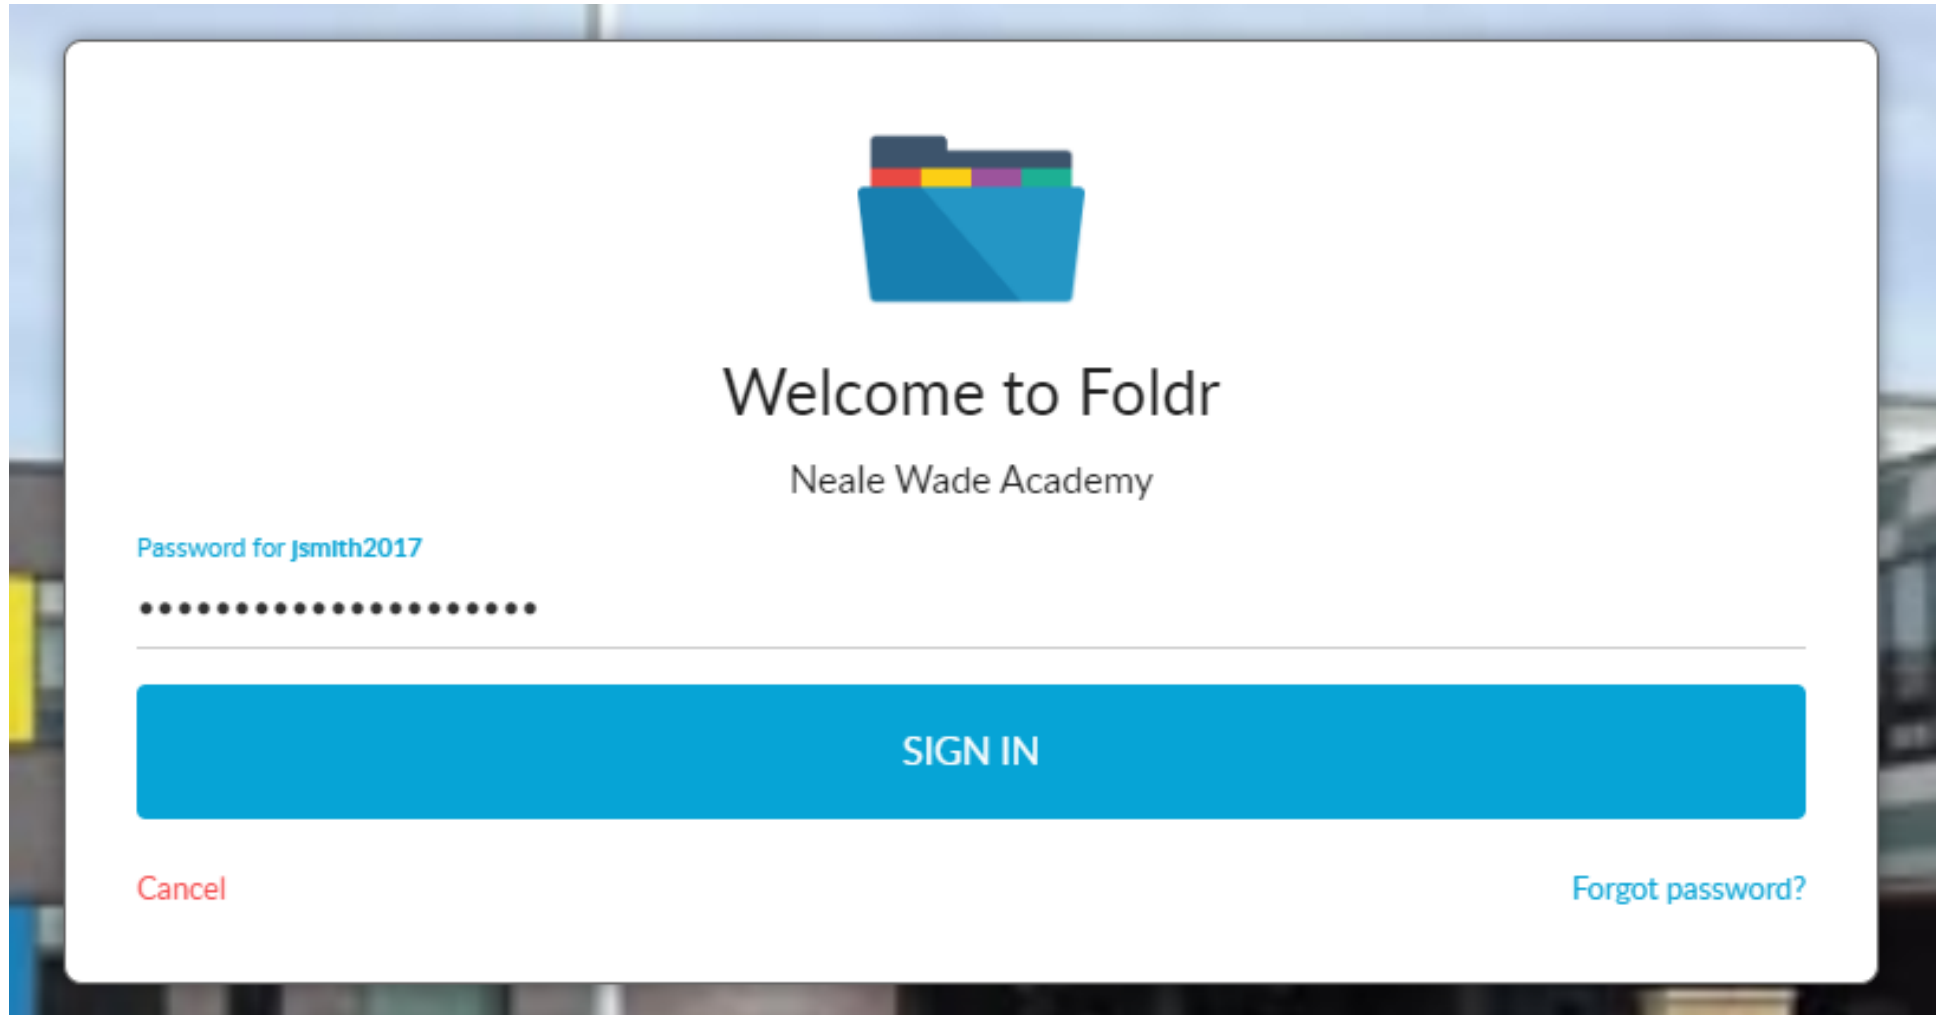 Welcome to Foldr
Neale Wade Academy
Password for jsmith2017
•••••••••••••••••••••
SIGN IN
Cancel
Forgot password?